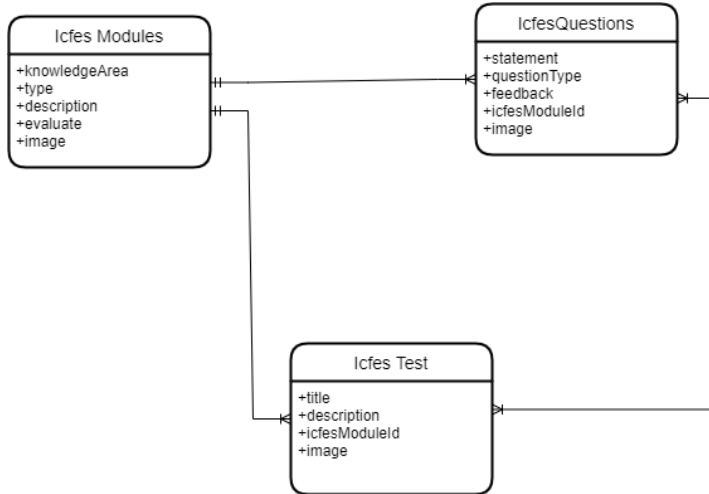 Icfes Modules
+knowledgeArea
+type
+description
+evaluate
+image
IcfesQuestions
+statement
+questionType
+feedback
+icfesModuleId
+image
Icfes Test
+title
+description
+icfesModuleId
+image